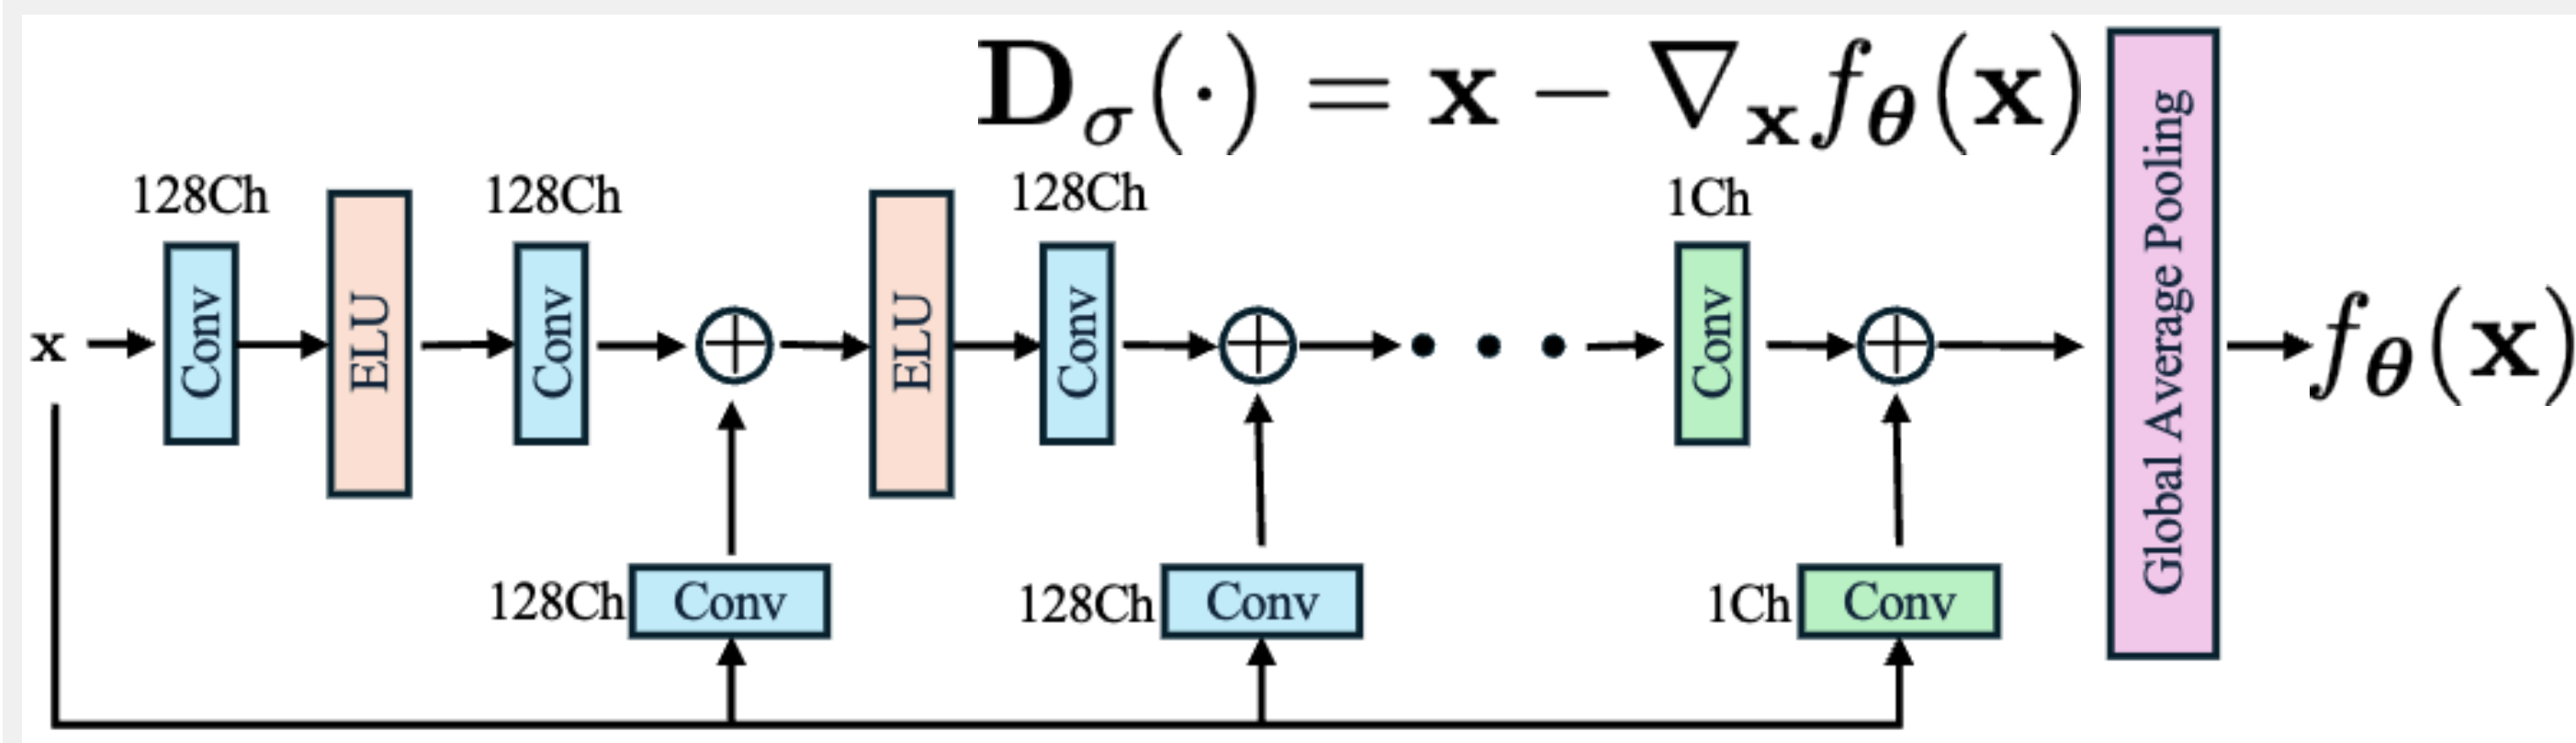 D_σ(·) = x − ∇_x f_θ(x)
128Ch 128Ch 128Ch 1Ch
x Conv ELU Conv ELU Conv Conv Global Average Pooling f_θ(x)
128Ch Conv 128Ch Conv 1Ch Conv